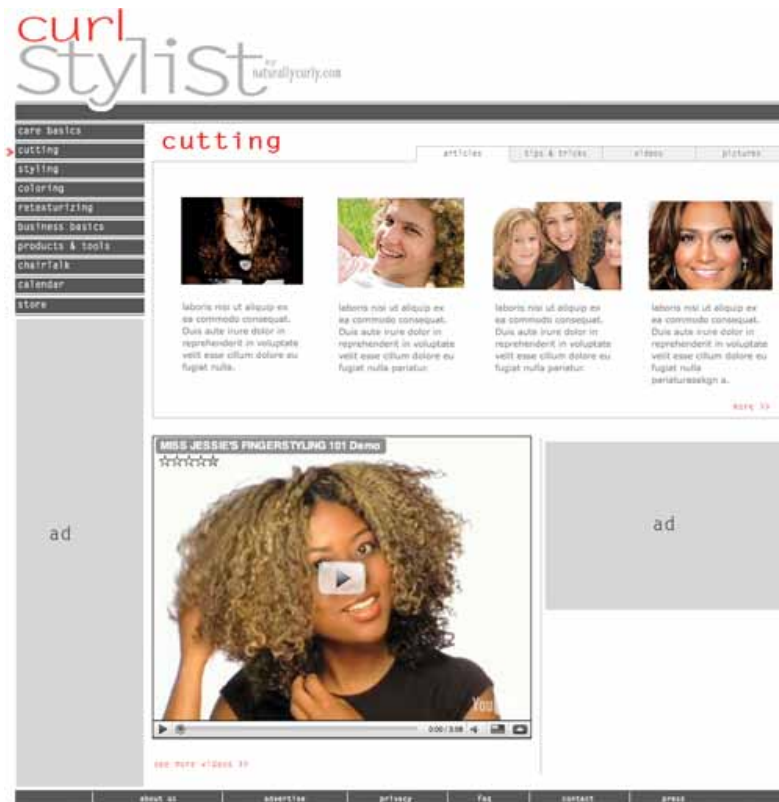 curl
stylist
by
naturallycurly.com
care basics
cutting
styling
coloring
retexturizing
business basics
products & tools
chairTalk
calendar
store
cutting
articles
tips & tricks
videos
pictures
laboris nisi ut aliquip ex
ea commodo consequat.
Duis aute irure dolor in
reprehenderit in voluptate
velit esse cillum dolore eu
fugiat nulla.
laboris nisi ut aliquip ex
ea commodo consequat.
Duis aute irure dolor in
reprehenderit in voluptate
velit esse cillum dolore eu
fugiat nulla pariatur.
laboris nisi ut aliquip ex
ea commodo consequat.
Duis aute irure dolor in
reprehenderit in voluptate
velit esse cillum dolore eu
fugiat nulla pariatur.
laboris nisi ut aliquip ex
ea commodo consequat.
Duis aute irure dolor in
reprehenderit in voluptate
velit esse cillum dolore eu
fugiat nulla
pariaturesekgn a.
more >>
ad
MISS JESSIE'S FINGERSTYLING 101 Demo
You
0:00 / 3:08
ad
see more videos >>
about us
advertise
privacy
faq
contact
press